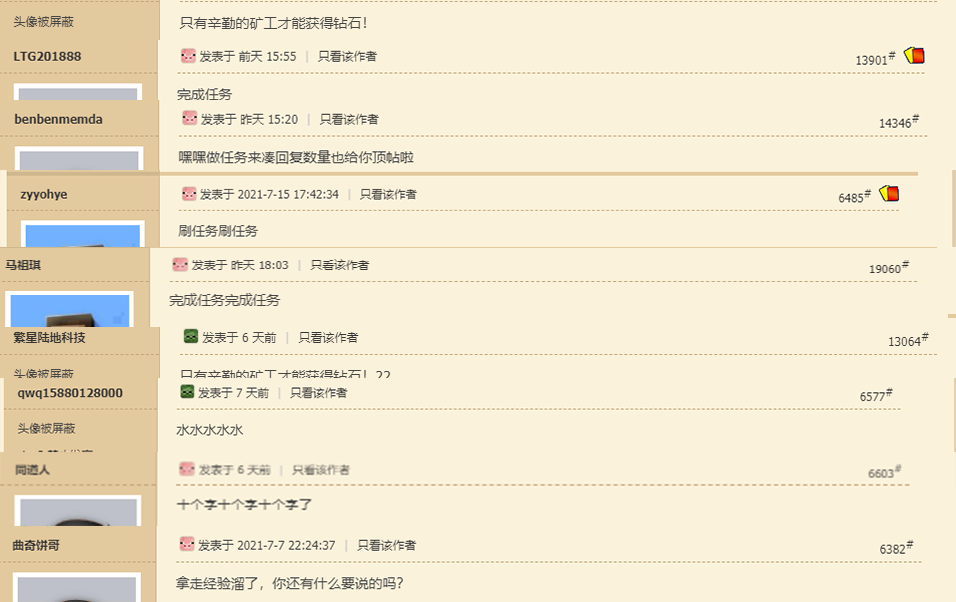 头像被屏蔽 只有辛勤的矿工才能获得钻石！
LTG201888 发表于 前天 15:55 | 只看该作者 13901#
完成任务
benbenmemda 发表于 昨天 15:20 | 只看该作者 14346#
嘿嘿做任务来凑回复数量也给你顶帖啦
zyyohye 发表于 2021-7-15 17:42:34 | 只看该作者 6485#
刷任务刷任务
马祖琪 发表于 昨天 18:03 | 只看该作者 19060#
完成任务完成任务
繁星陆地科技 发表于 6 天前 | 只看该作者 13064#
头像被屏蔽 只有辛勤的矿工才能获得钻石！22
qwq15880128000 发表于 7 天前 | 只看该作者 6577#
头像被屏蔽 水水水水水
同道人 发表于 6 天前 | 只看该作者 6603#
十个字十个字十个字了
曲奇饼哥 发表于 2021-7-7 22:24:37 | 只看该作者 6382#
拿走经验溜了，你还有什么要说的吗？